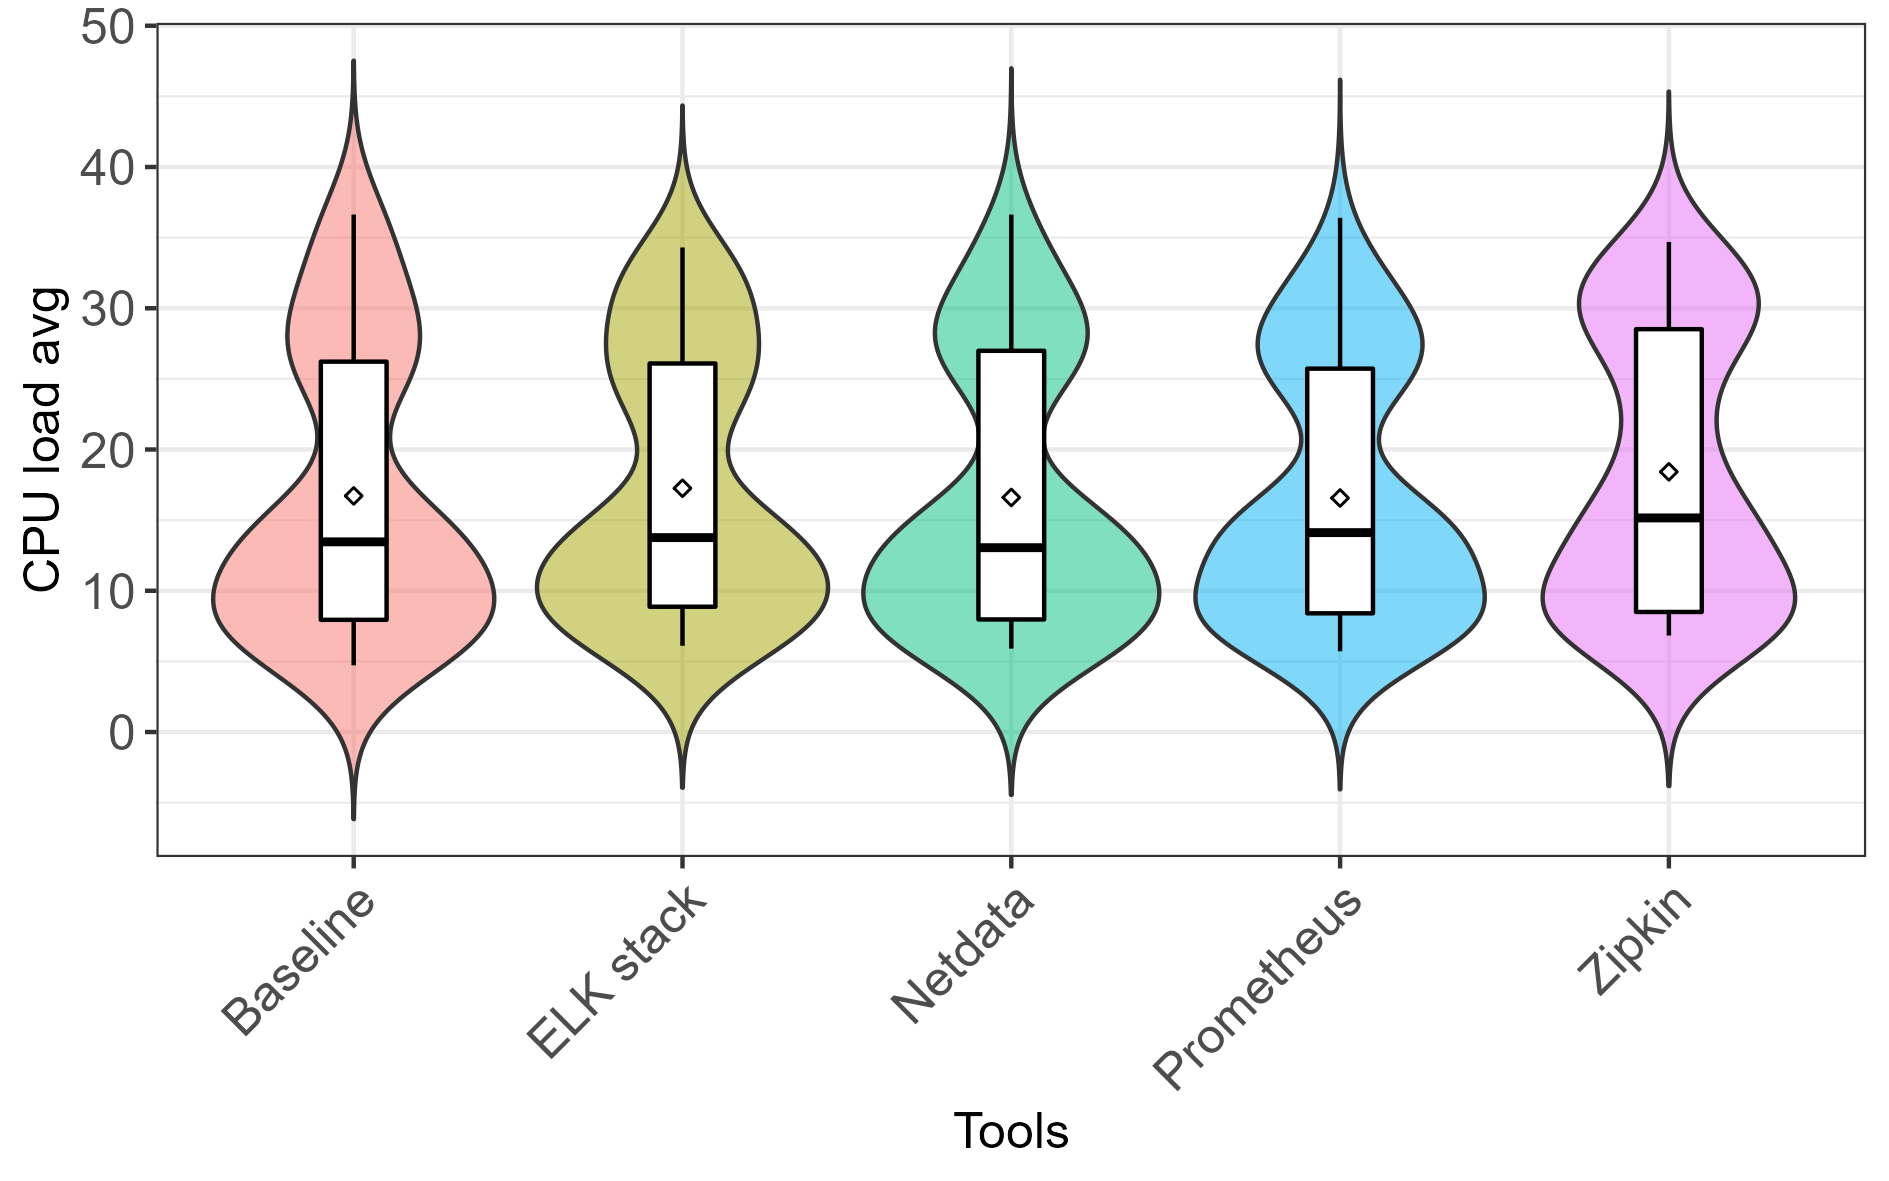 CPU load avg
50
40
30
20
10
0
Baseline
ELK stack
Netdata
Prometheus
Zipkin
Tools